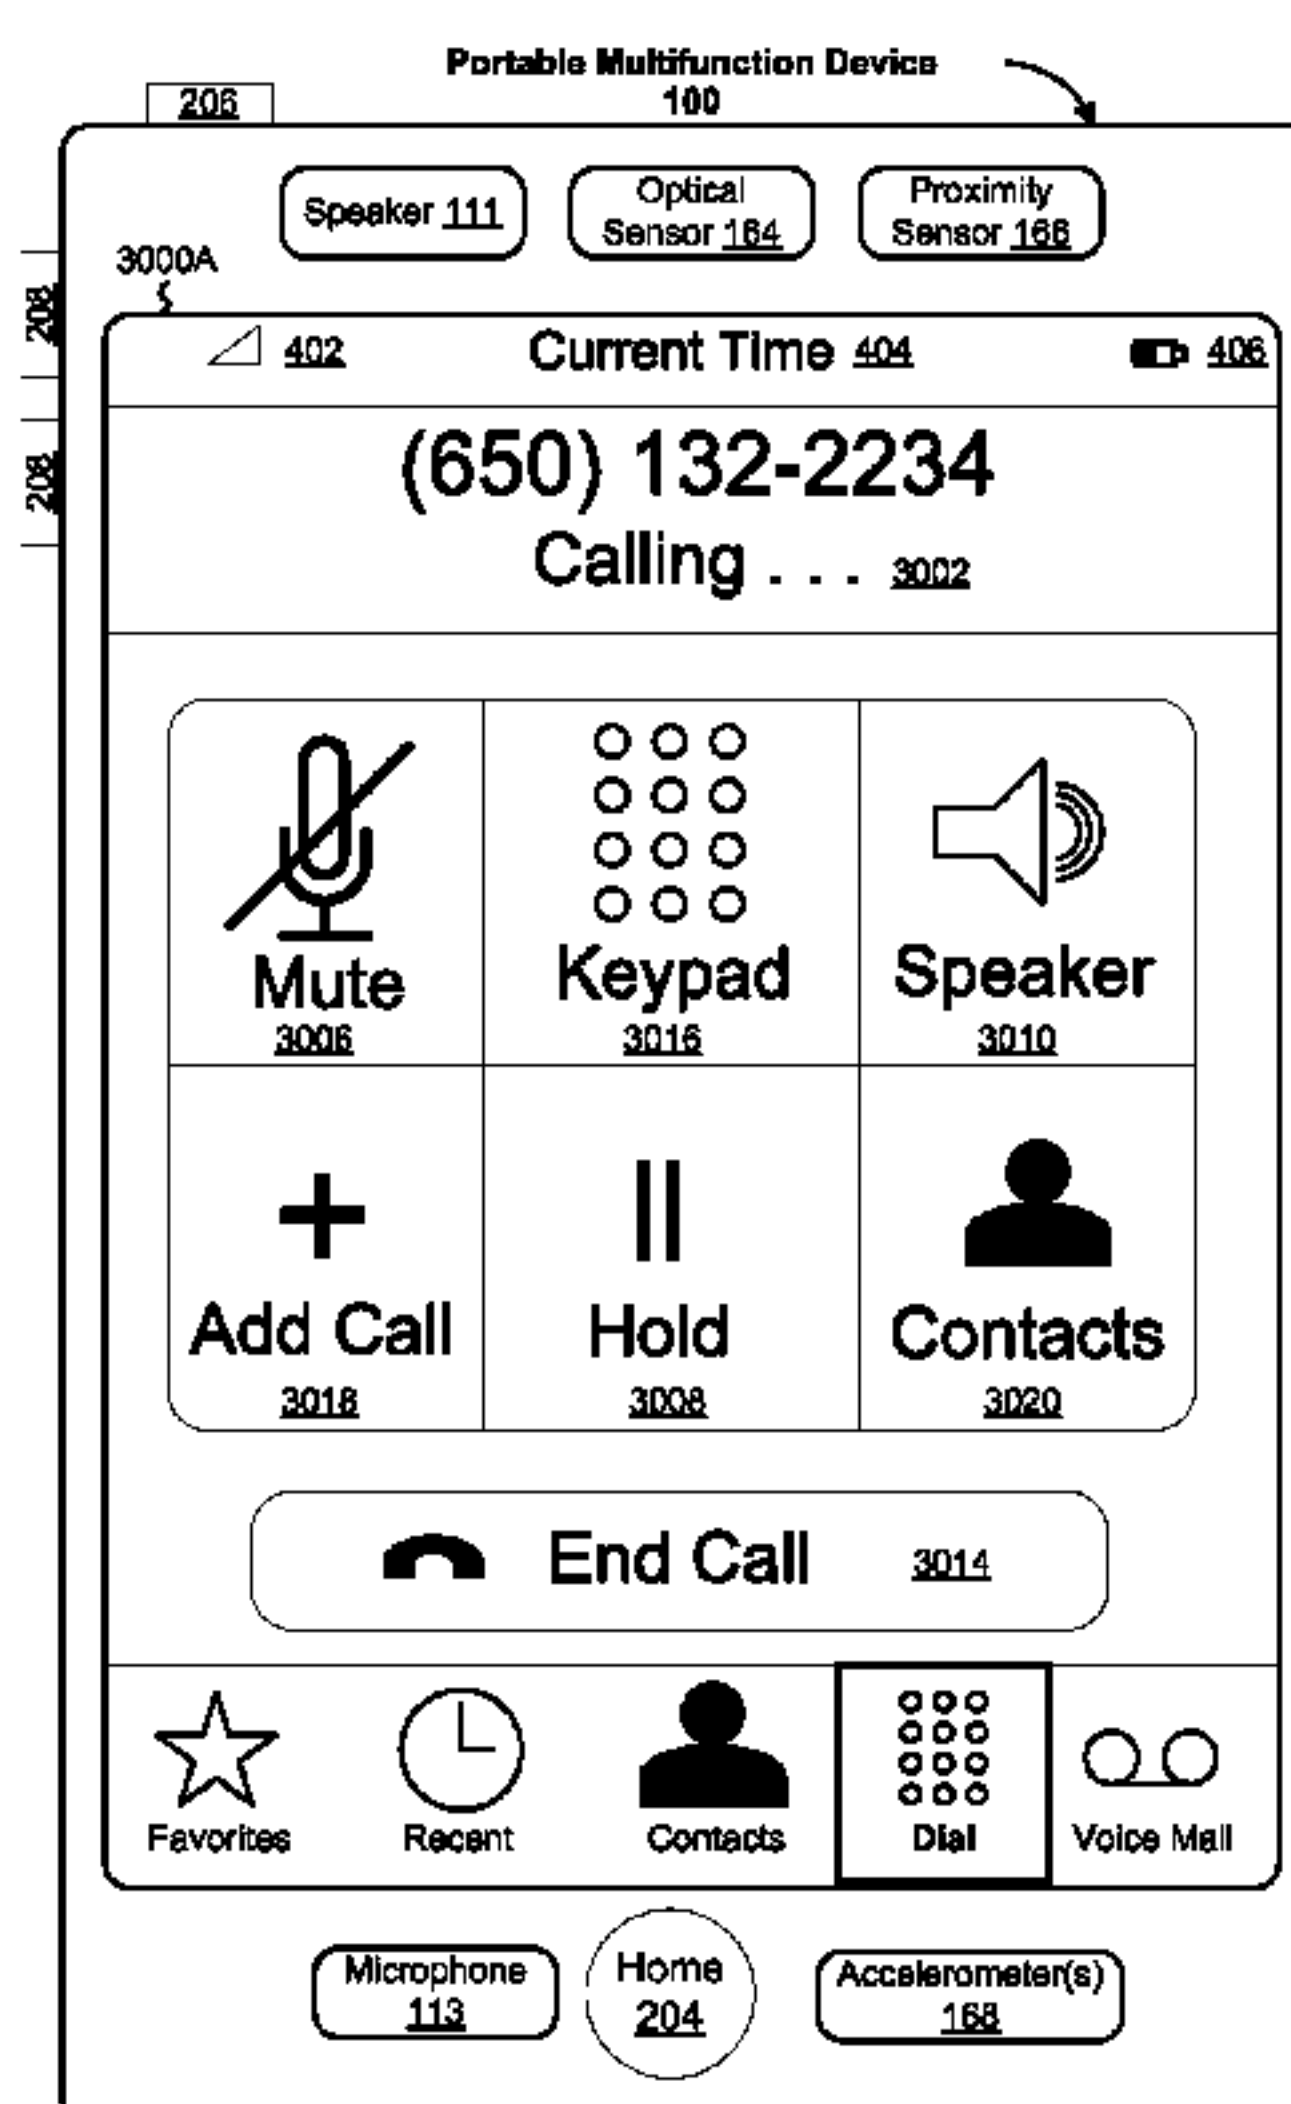 Portable Multifunction Device
100
206
Speaker 111
Optical
Sensor 164
Proximity
Sensor 166
3000A
208
208
402
Current Time 404
406
(650) 132-2234
Calling . . . 3002
Mute
3006
Keypad
3016
Speaker
3010
Add Call
3018
Hold
3008
Contacts
3020
End Call 3014
Favorites
Recent
Contacts
Dial
Voice Mail
Microphone
113
Home
204
Accelerometer(s)
168